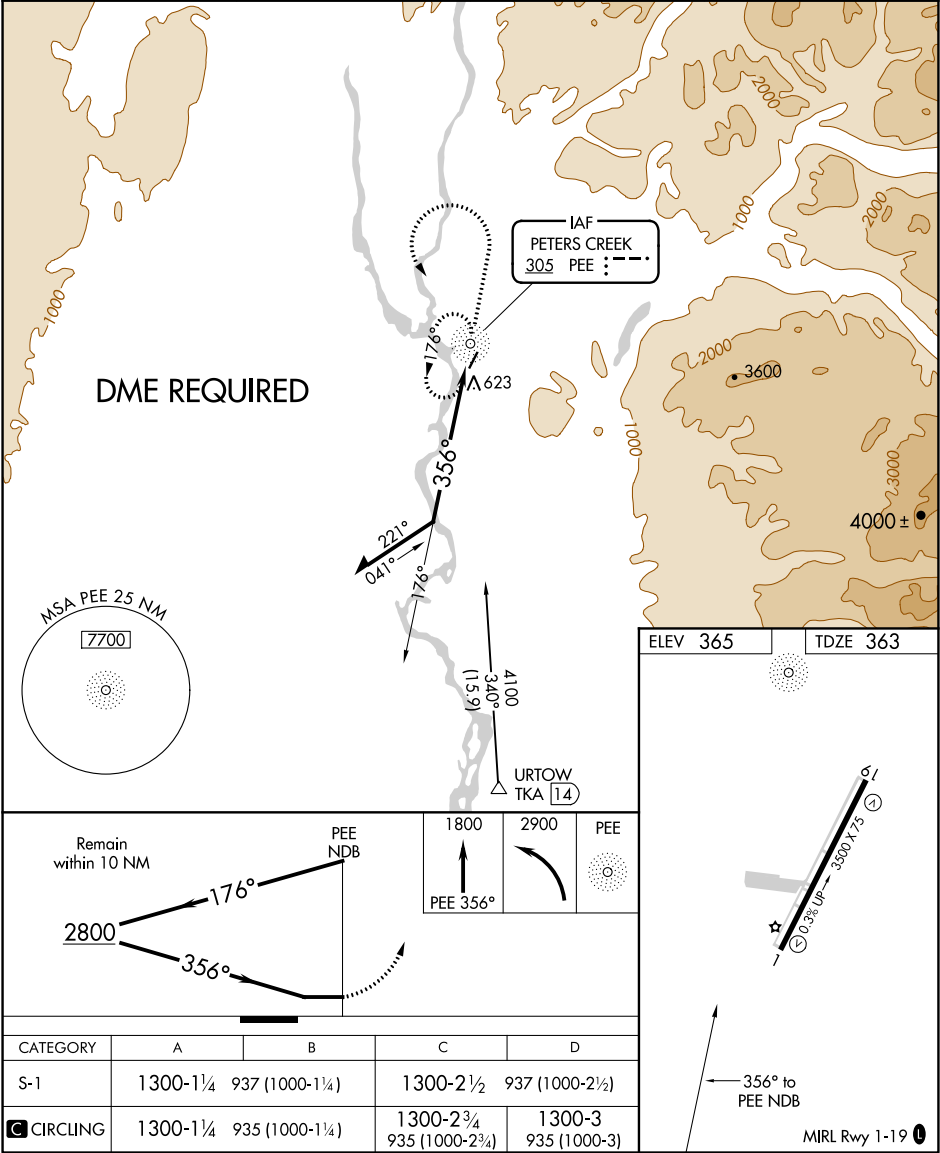 2000
1000
2000
1000
IAF
PETERS CREEK
305 PEE
176°
2000
3600
623
DME REQUIRED
356°
1000
3000
4000 ±
221°
041°
176°
MSA PEE 25 NM
7700
4100
340°
(15.9)
URTOW
TKA 14
ELEV 365
TDZE 363
19
V
0.3% UP
3500 X 75
V
1
356° to
PEE NDB
MIRL Rwy 1-19 L
Remain
within 10 NM
PEE
NDB
176°
2800
356°
1800
PEE 356°
2900
PEE
CATEGORY A B C D
S-1 1300-1¼ 937 (1000-1¼) 1300-2½ 937 (1000-2½)
C CIRCLING 1300-1¼ 935 (1000-1¼) 1300-2¾ 935 (1000-2¾) 1300-3 935 (1000-3)